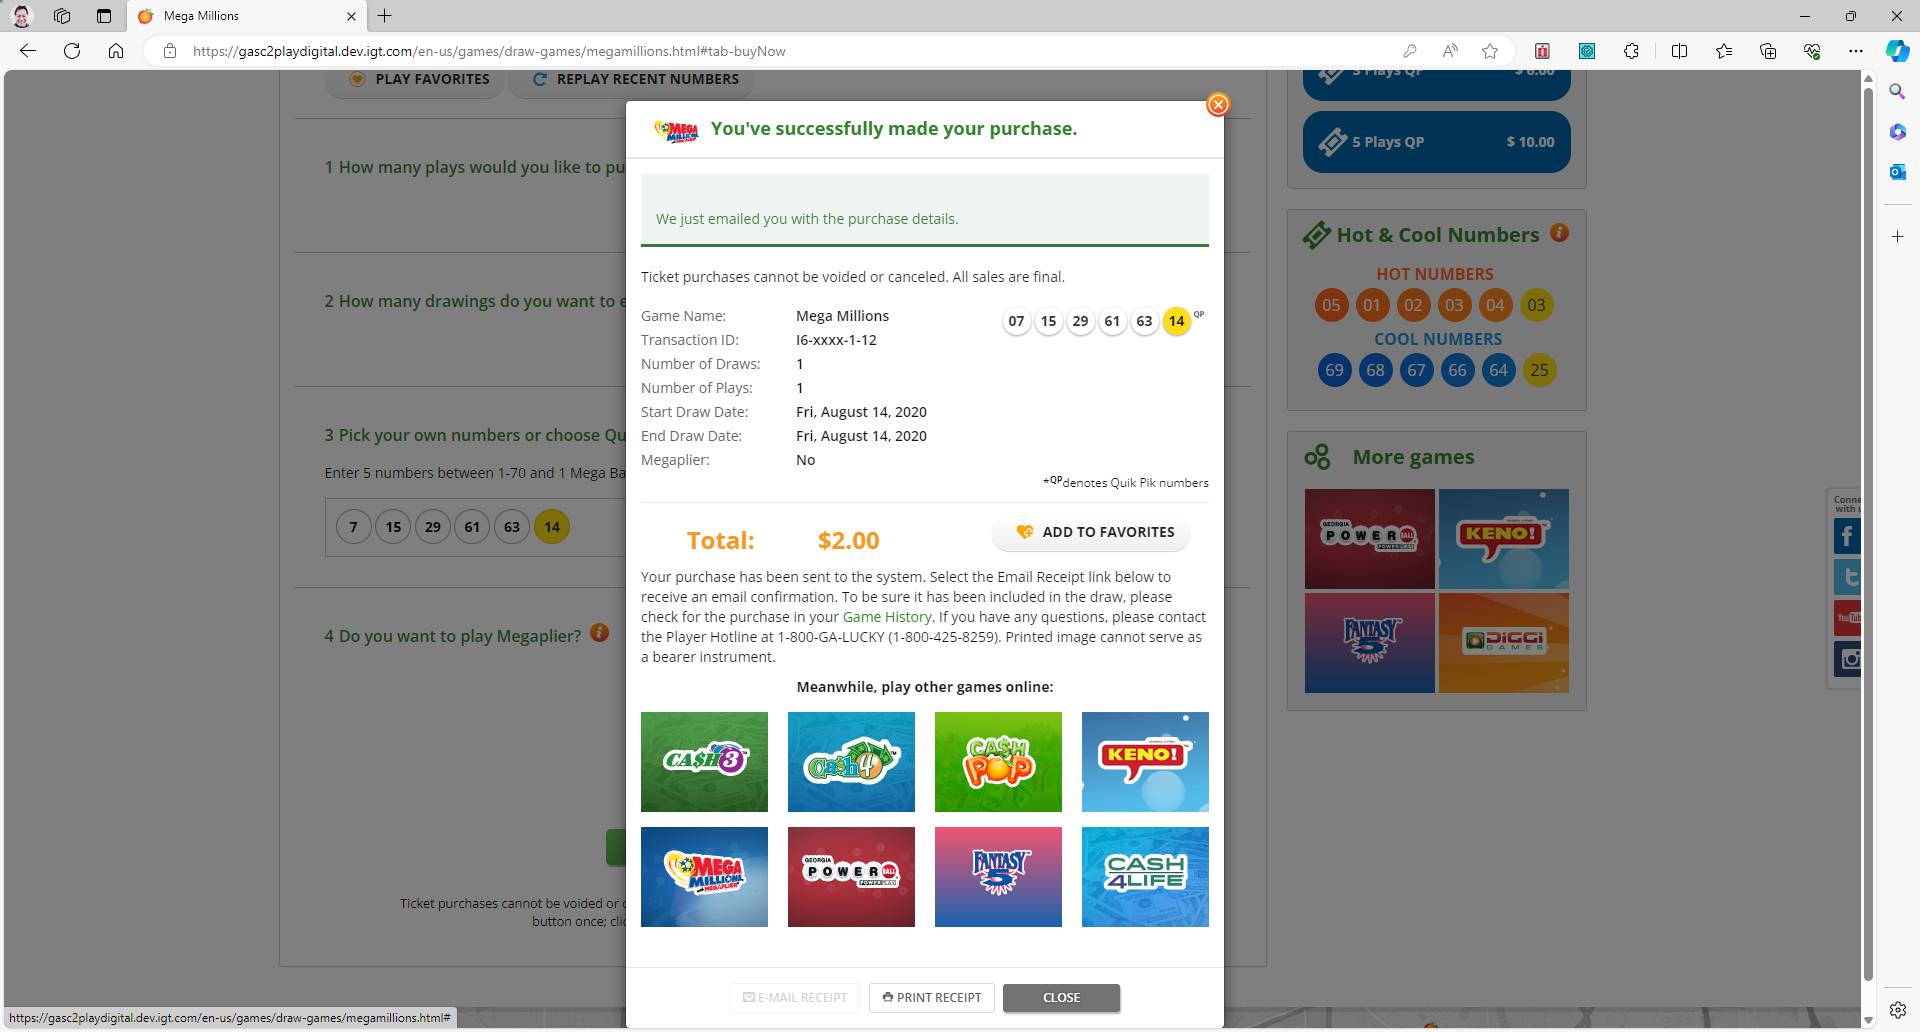 Mega Millions
https://gasc2playdigital.dev.igt.com/en-us/games/draw-games/megamillions.html#tab-buyNow
PLAY FAVORITES
REPLAY RECENT NUMBERS
1 How many plays would you like to pu
2 How many drawings do you want to e
3 Pick your own numbers or choose Qu
Enter 5 numbers between 1-70 and 1 Mega Ba
7 15 29 61 63 14
4 Do you want to play Megaplier?
Ticket purchases cannot be voided or c
button once; clic
MEGA MILLIONS
You've successfully made your purchase.
We just emailed you with the purchase details.
Ticket purchases cannot be voided or canceled. All sales are final.
Game Name: Mega Millions
07 15 29 61 63 14 QP
Transaction ID: I6-xxxx-1-12
Number of Draws: 1
Number of Plays: 1
Start Draw Date: Fri, August 14, 2020
End Draw Date: Fri, August 14, 2020
Megaplier: No
*QPdenotes Quik Pik numbers
Total: $2.00
ADD TO FAVORITES
Your purchase has been sent to the system. Select the Email Receipt link below to
receive an email confirmation. To be sure it has been included in the draw, please
check for the purchase in your Game History. If you have any questions, please contact
the Player Hotline at 1-800-GA-LUCKY (1-800-425-8259). Printed image cannot serve as
a bearer instrument.
Meanwhile, play other games online:
CA$H 3
Cash 4
CA$H POP
KENO!
MEGA MILLIONS MEGAPLIER
GEORGIA POWERBALL POWER PLAY
FANTASY 5
CASH 4LIFE
E-MAIL RECEIPT
PRINT RECEIPT
CLOSE
3 Plays QP $ 6.00
5 Plays QP $ 10.00
Hot & Cool Numbers
HOT NUMBERS
05 01 02 03 04 03
COOL NUMBERS
69 68 67 66 64 25
More games
GEORGIA POWERBALL POWER PLAY
KENO!
FANTASY 5
DiGGi GAMES
Conne
with u
You Tub
https://gasc2playdigital.dev.igt.com/en-us/games/draw-games/megamillions.html#